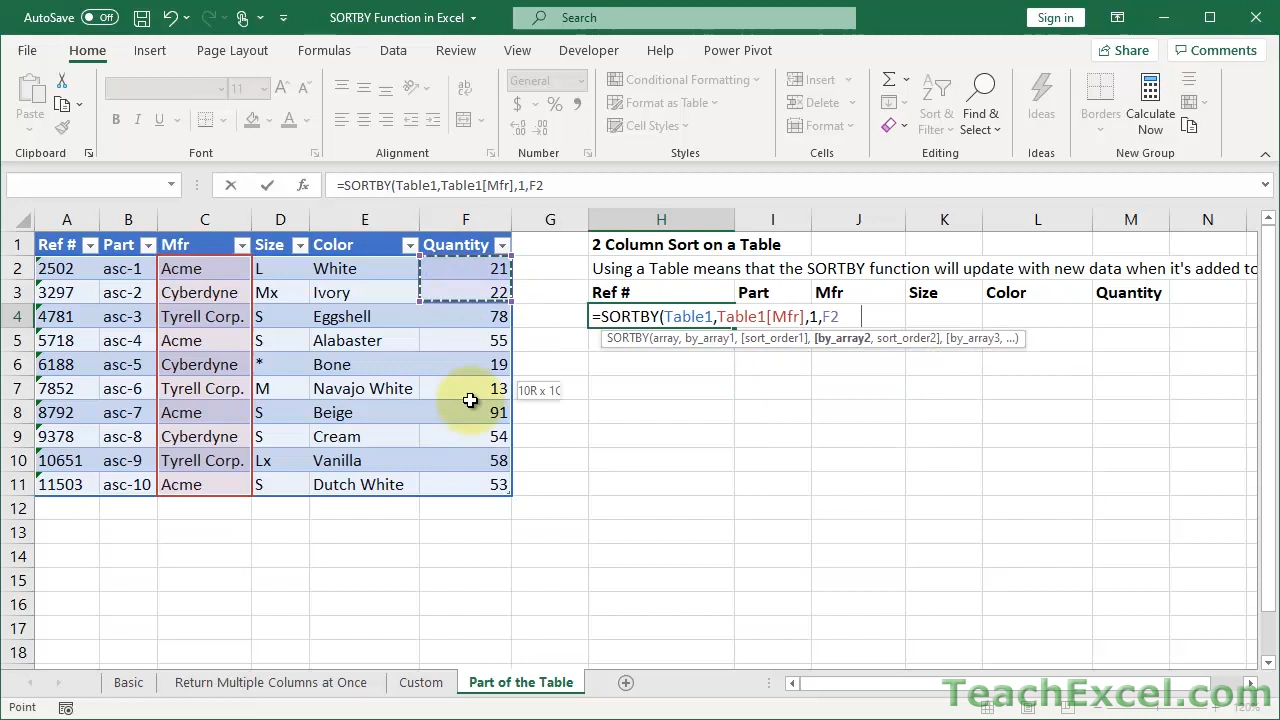 AutoSave Off SORTBY Function in Excel Search Sign in
File Home Insert Page Layout Formulas Data Review View Developer Help Power Pivot Share Comments
Paste
Clipboard
11
B I U A
Font
ab
Alignment
General
$ % ,
Number
Conditional Formatting
Format as Table
Cell Styles
Styles
Insert
Delete
Format
Cells
Sort & Filter
Find & Select
Editing
Ideas
Ideas
Borders
Calculate Now
New Group
fx =SORTBY(Table1,Table1[Mfr],1,F2
A B C D E F G H I J K L M N
1 Ref # Part Mfr Size Color Quantity 2 Column Sort on a Table
2 2502 asc-1 Acme L White 21 Using a Table means that the SORTBY function will update with new data when it's added to
3 3297 asc-2 Cyberdyne Mx Ivory 22 Ref # Part Mfr Size Color Quantity
4 4781 asc-3 Tyrell Corp. S Eggshell 78 =SORTBY(Table1,Table1[Mfr],1,F2
5 5718 asc-4 Acme S Alabaster 55 SORTBY(array, by_array1, [sort_order1], [by_array2, sort_order2], [by_array3, ...)
6 6188 asc-5 Cyberdyne * Bone 19
7 7852 asc-6 Tyrell Corp. M Navajo White 13 10R x 1C
8 8792 asc-7 Acme S Beige 91
9 9378 asc-8 Cyberdyne S Cream 54
10 10651 asc-9 Tyrell Corp. Lx Vanilla 58
11 11503 asc-10 Acme S Dutch White 53
12
13
14
15
16
17
18
Basic Return Multiple Columns at Once Custom Part of the Table
Point 120%
TeachExcel.com